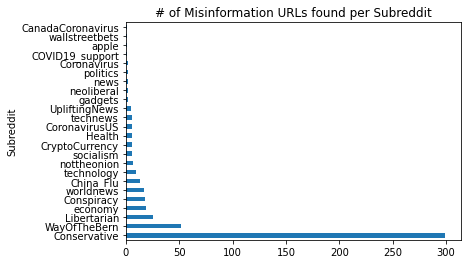 # of Misinformation URLs found per Subreddit
CanadaCoronavirus
wallstreetbets
apple
COVID19_support
Coronavirus
politics
news
neoliberal
gadgets
UpliftingNews
technews
CoronavirusUS
Health
CryptoCurrency
socialism
nottheonion
technology
China_Flu
worldnews
Conspiracy
economy
Libertarian
WayOfTheBern
Conservative
Subreddit
0 50 100 150 200 250 300